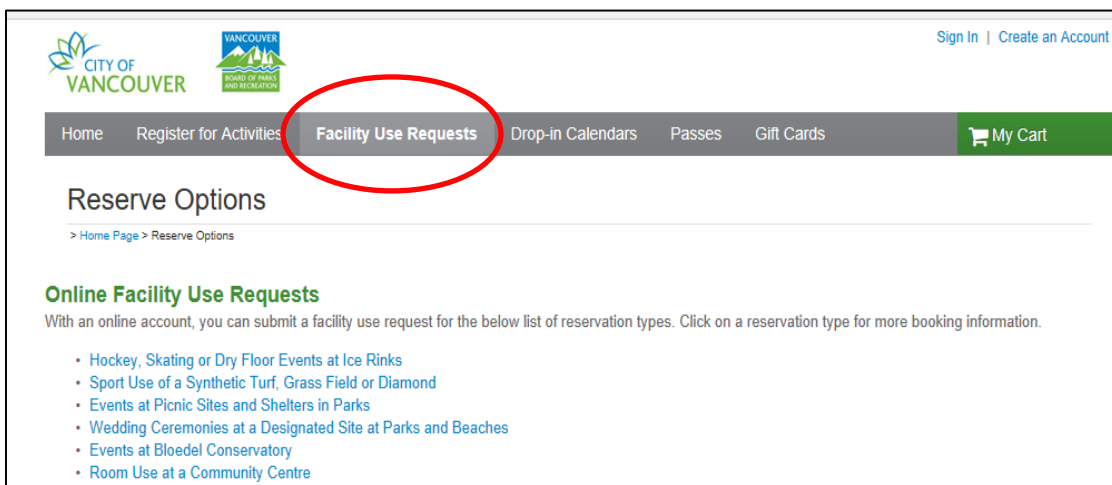 CITY OF
VANCOUVER
VANCOUVER
BOARD OF PARKS
AND RECREATION
Sign In | Create an Account
Home Register for Activities Facility Use Requests Drop-in Calendars Passes Gift Cards My Cart
Reserve Options
> Home Page > Reserve Options
Online Facility Use Requests
With an online account, you can submit a facility use request for the below list of reservation types. Click on a reservation type for more booking information.
• Hockey, Skating or Dry Floor Events at Ice Rinks
• Sport Use of a Synthetic Turf, Grass Field or Diamond
• Events at Picnic Sites and Shelters in Parks
• Wedding Ceremonies at a Designated Site at Parks and Beaches
• Events at Bloedel Conservatory
• Room Use at a Community Centre